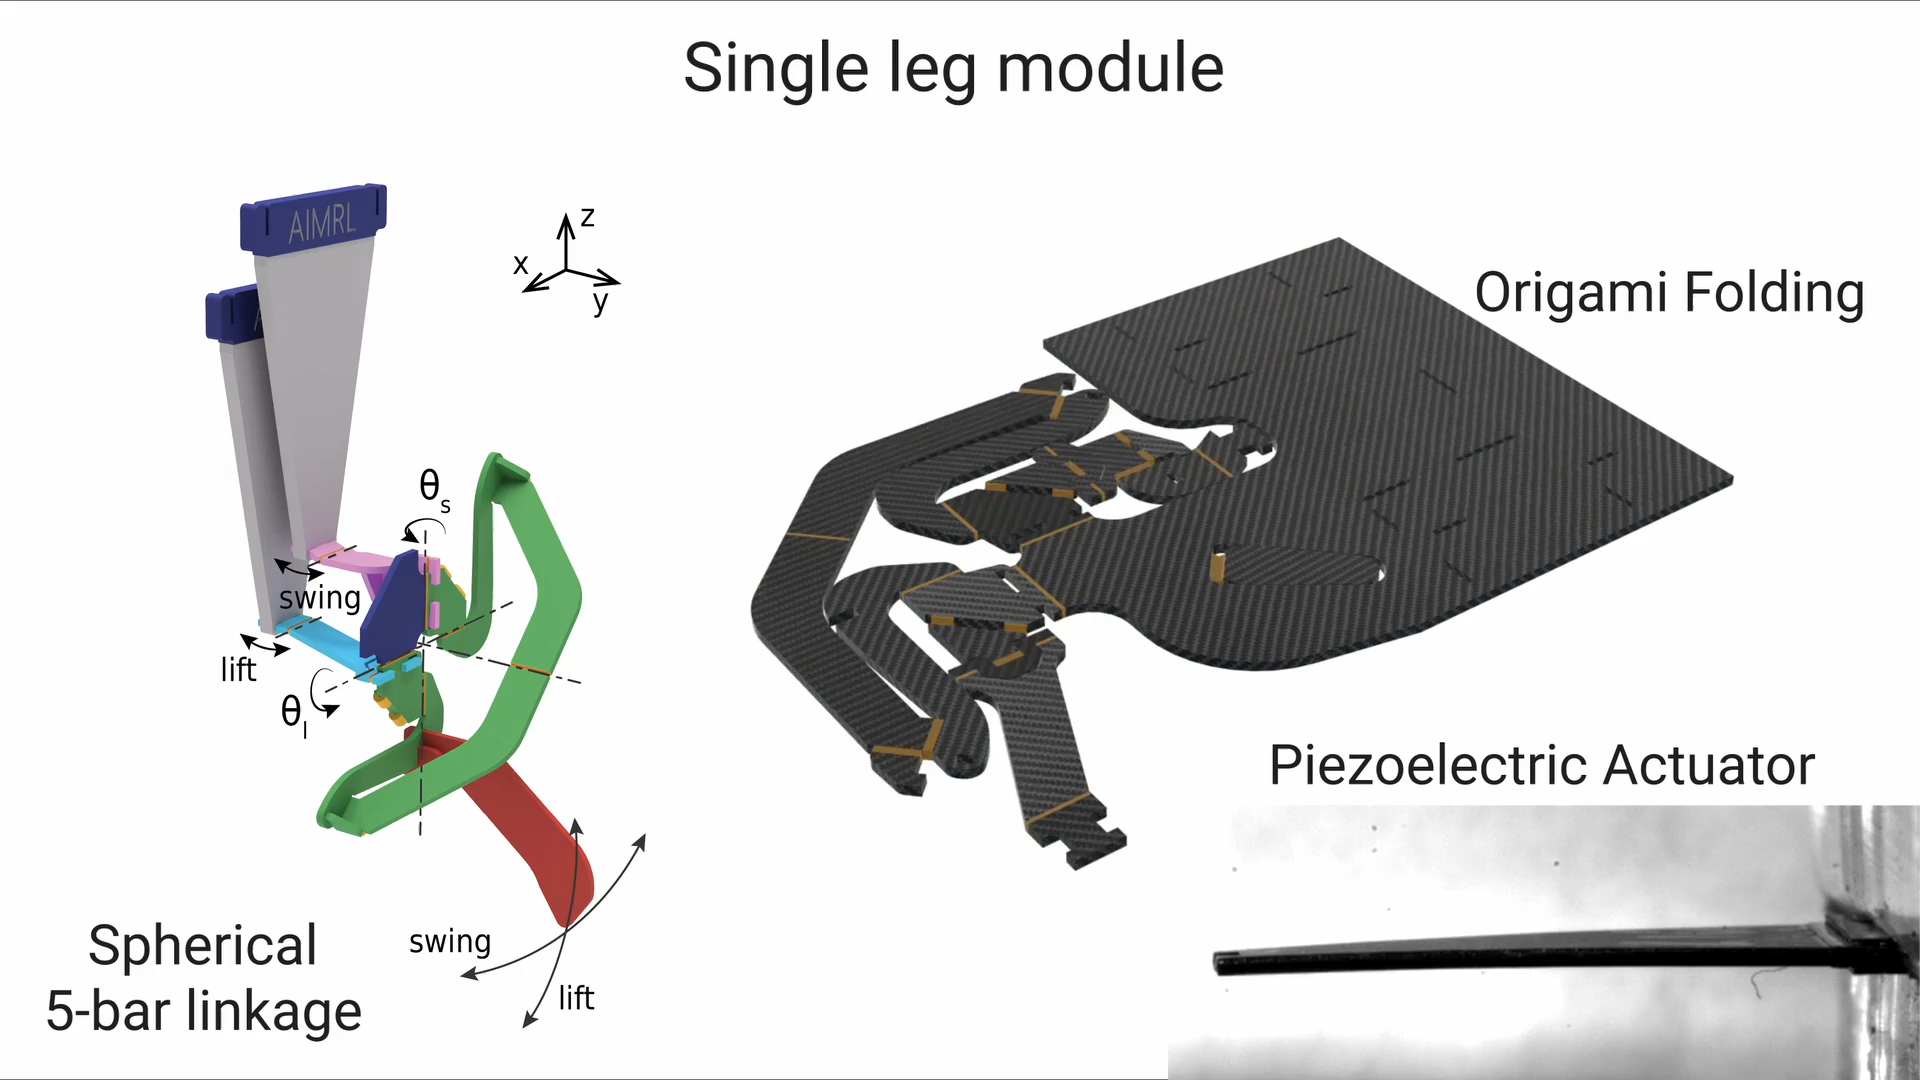 Single leg module
AIMRL
A
z
x
y
Origami Folding
θs
swing
lift
θl
Piezoelectric Actuator
swing
lift
Spherical
5-bar linkage